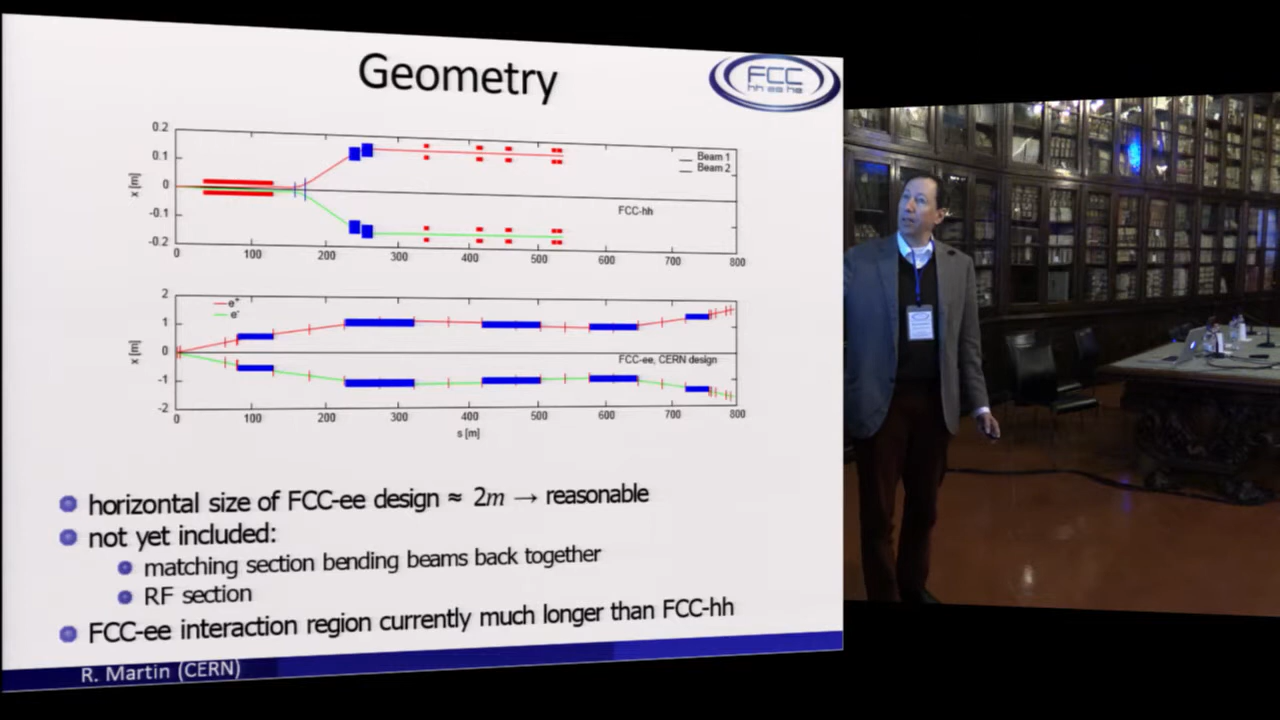 Geometry
FCC
hh ee he
0.2
0.1
0
-0.1
-0.2
x [m]
Beam 1
Beam 2
FCC-hh
0 100 200 300 400 500 600 700 800
2
1
0
-1
-2
x [m]
e+
e-
FCC-ee, CERN design
0 100 200 300 400 500 600 700 800
s [m]
horizontal size of FCC-ee design ≈ 2m → reasonable
not yet included:
matching section bending beams back together
RF section
FCC-ee interaction region currently much longer than FCC-hh
R. Martin (CERN)